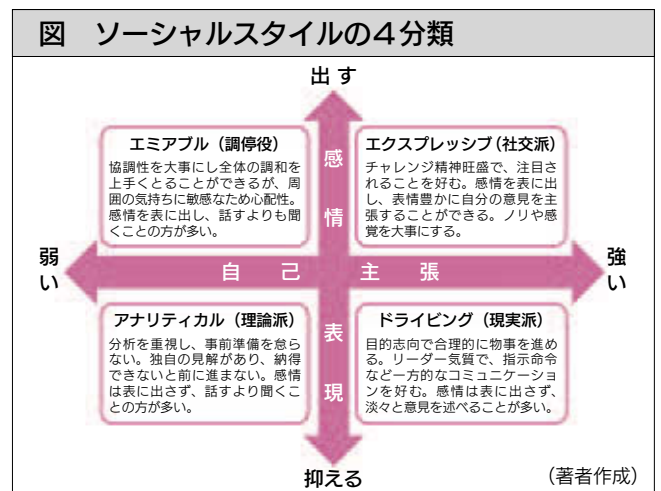 図 ソーシャルスタイルの4分類
出す
エミアブル（調停役）
協調性を大事にし全体の調和を
上手くとることができるが、周
囲の気持ちに敏感なため心配性。
感情を表に出し、話すよりも聞
くことの方が多い。
エクスプレッシブ（社交派）
チャレンジ精神旺盛で、注目さ
れることを好む。感情を表に出
し、表情豊かに自分の意見を主
張することができる。ノリや感
覚を大事にする。
感情
弱い
自己主張
強い
表現
アナリティカル（理論派）
分析を重視し、事前準備を怠ら
ない。独自の見解があり、納得
できないと前に進まない。感情
は表に出さず、話すより聞くこ
との方が多い。
ドライビング（現実派）
目的志向で合理的に物事を進め
る。リーダー気質で、指示命令
など一方的なコミュニケーショ
ンを好む。感情は表に出さず、
淡々と意見を述べることが多い。
抑える
（著者作成）